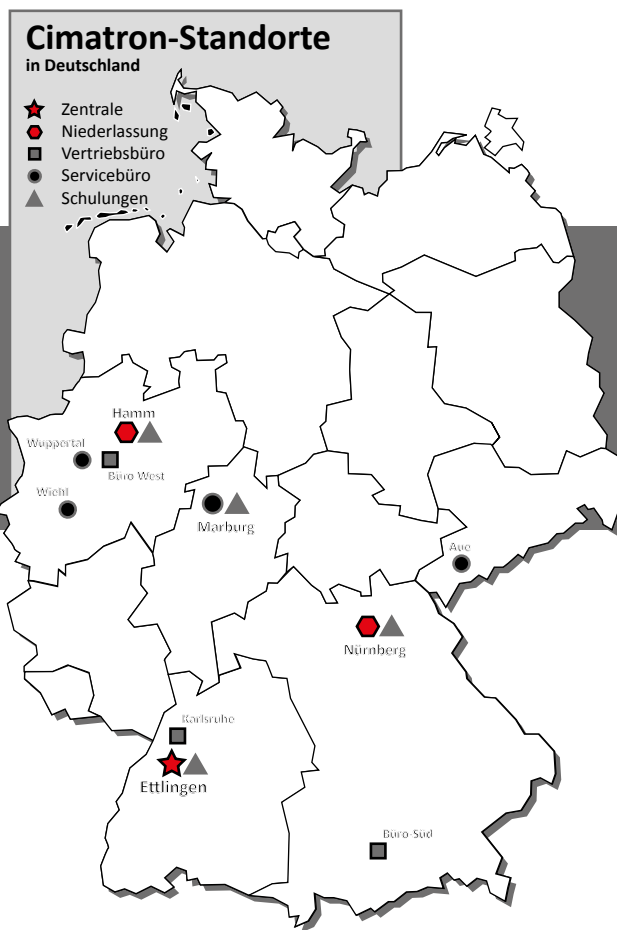 Cimatron-Standorte
in Deutschland
Zentrale
Niederlassung
Vertriebsbüro
Servicebüro
Schulungen
Hamm
Wuppertal
Büro West
Wiehl
Marburg
Aue
Nürnberg
Karlsruhe
Ettlingen
Büro-Süd